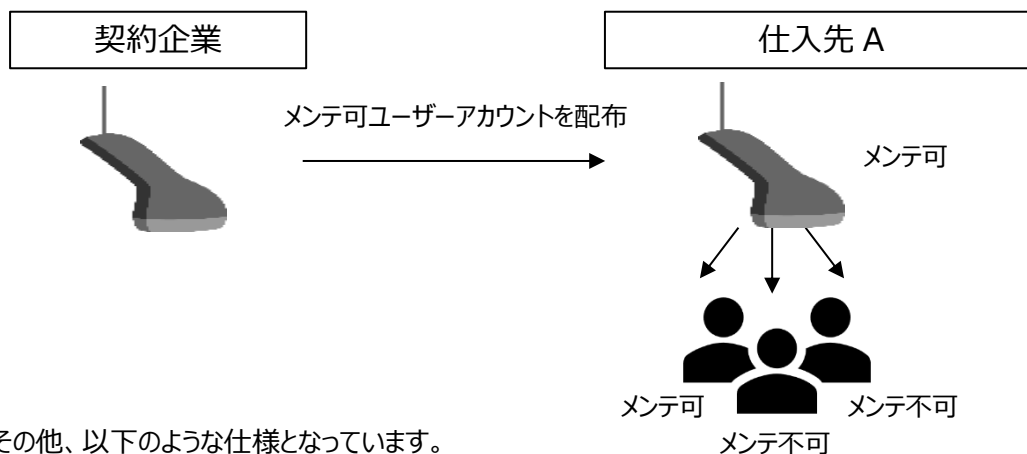 契約企業
仕入先 A
メンテ可ユーザーアカウントを配布
メンテ可
メンテ可
メンテ不可
メンテ不可
その他、以下のような仕様となっています。